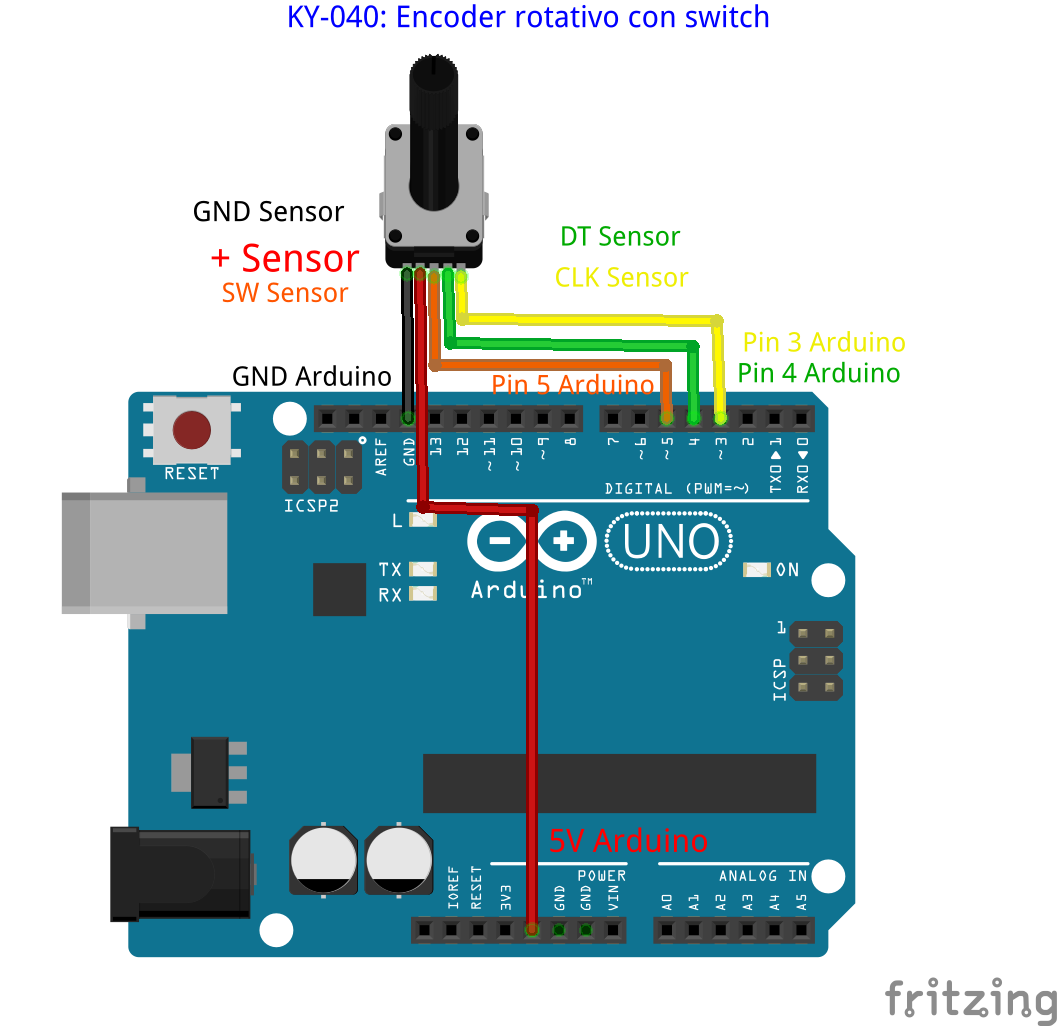 KY-040: Encoder rotativo con switch
GND Sensor
+ Sensor
SW Sensor
DT Sensor
CLK Sensor
Pin 3 Arduino
Pin 4 Arduino
Pin 5 Arduino
GND Arduino
RESET
ICSP2
AREF
GND
13
12
~11
~10
~9
8
7
~6
~5
4
~3
2
TX0 ▶ 1
RX0 ◀ 0
DIGITAL (PWM=~)
L
TX
RX
UNO
Arduino™
ON
1
ICSP
5V Arduino
IOREF
RESET
3V3
GND
GND
VIN
POWER
ANALOG IN
A0
A1
A2
A3
A4
A5
fritzing